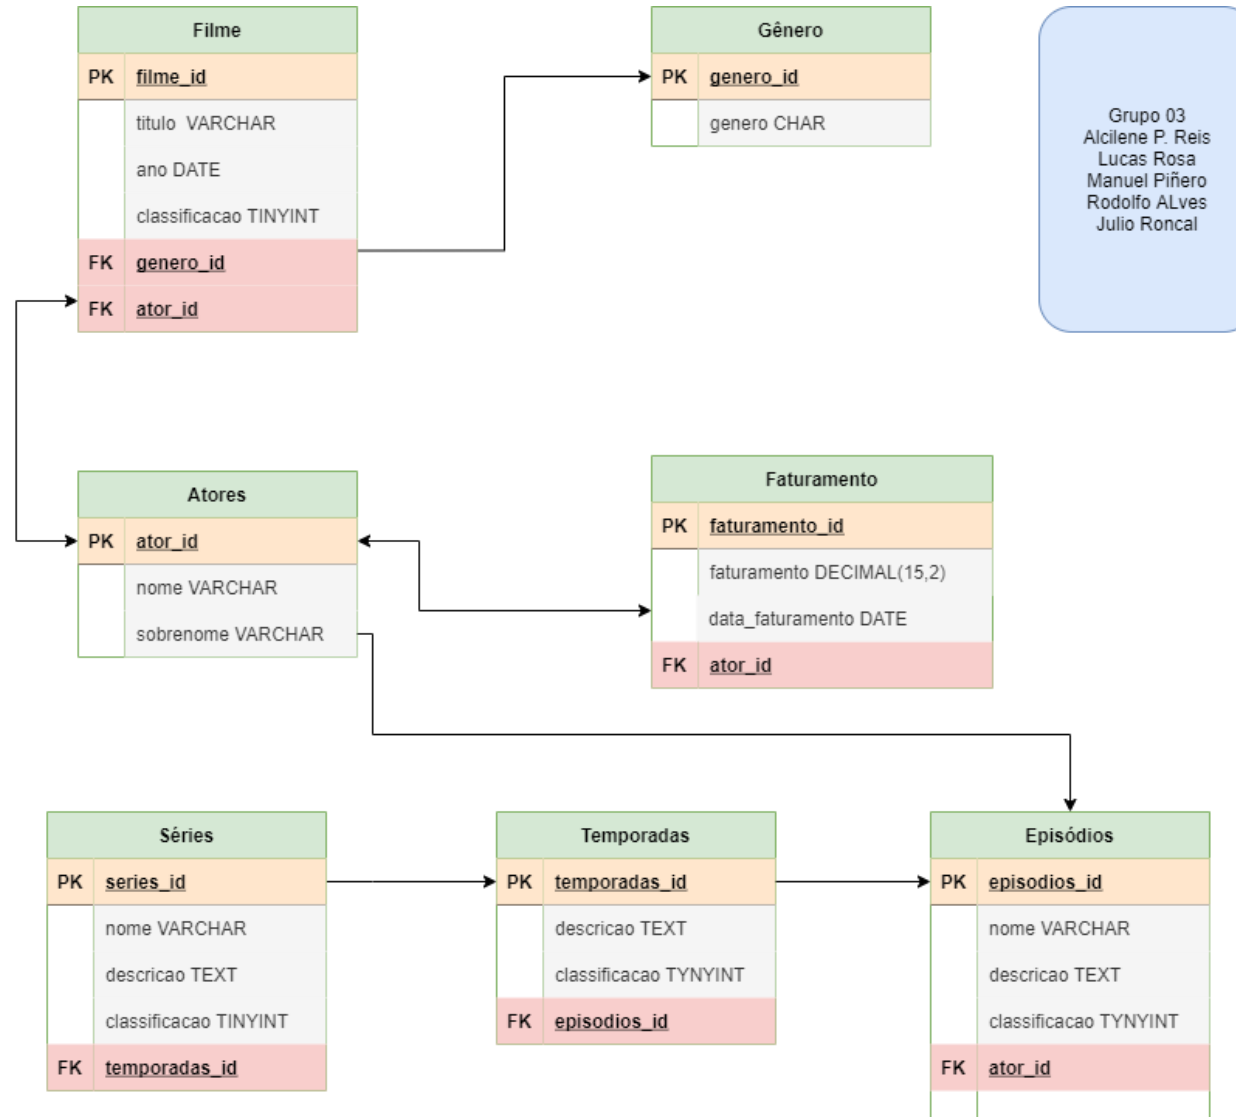 Filme
PK filme_id
titulo VARCHAR
ano DATE
classificacao TINYINT
FK genero_id
FK ator_id
Gênero
PK genero_id
genero CHAR
Grupo 03
Alcilene P. Reis
Lucas Rosa
Manuel Piñero
Rodolfo ALves
Julio Roncal
Atores
PK ator_id
nome VARCHAR
sobrenome VARCHAR
Faturamento
PK faturamento_id
faturamento DECIMAL(15,2)
data_faturamento DATE
FK ator_id
Séries
PK series_id
nome VARCHAR
descricao TEXT
classificacao TINYINT
FK temporadas_id
Temporadas
PK temporadas_id
descricao TEXT
classificacao TYNYINT
FK episodios_id
Episódios
PK episodios_id
nome VARCHAR
descricao TEXT
classificacao TYNYINT
FK ator_id